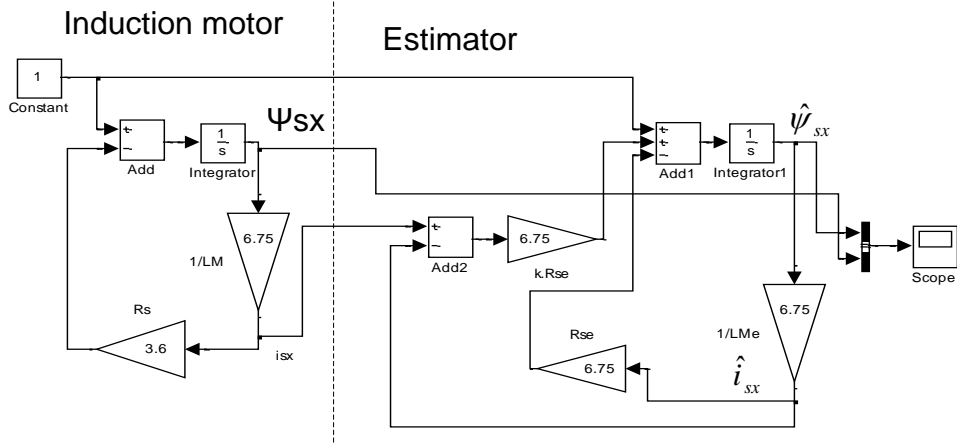 Induction motor
Estimator
1
Constant
+
−
Add
1
s
Integrator
Ψsx
6.75
1/LM
Rs
3.6
isx
+
−
Add2
6.75
k.Rse
+
+
−
Add1
1
s
Integrator1
ψ̂sx
Scope
6.75
1/LMe
Rse
6.75
îsx